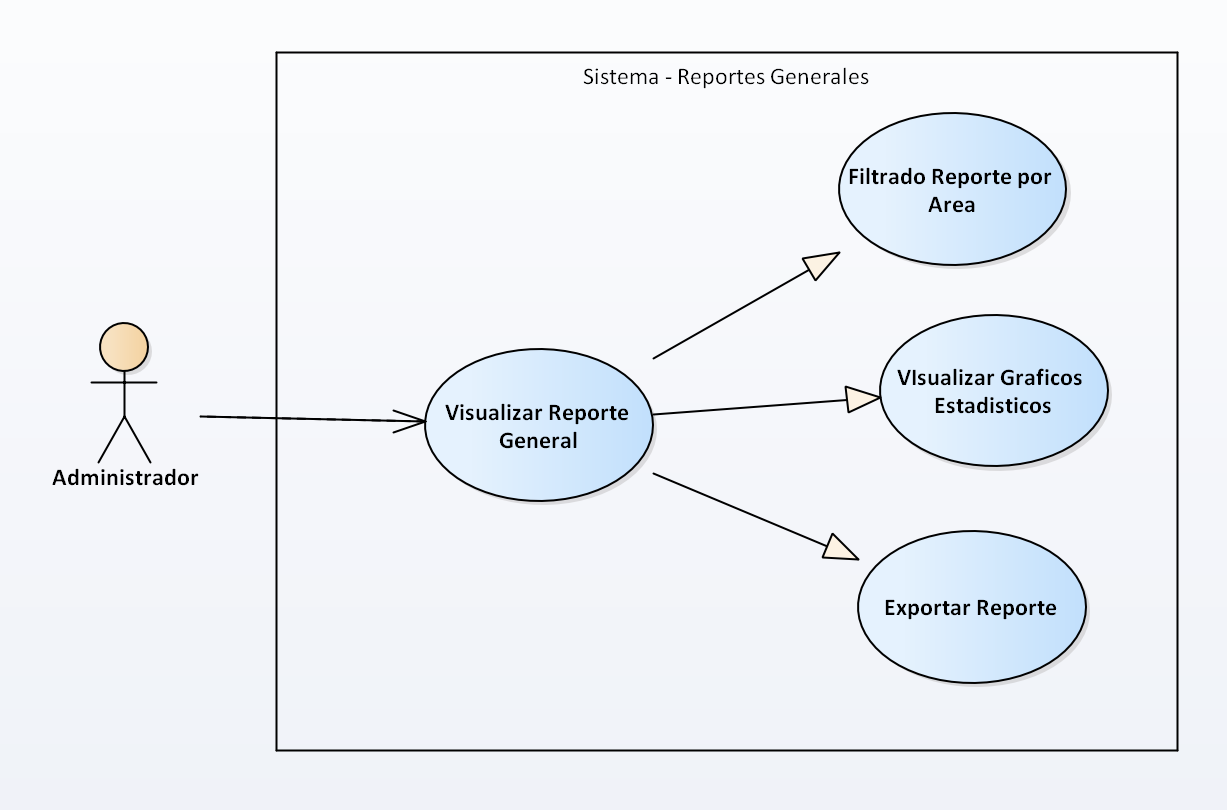 Sistema - Reportes Generales
Filtrado Reporte por
Area
VIsualizar Graficos
Estadisticos
Visualizar Reporte
General
Administrador
Exportar Reporte